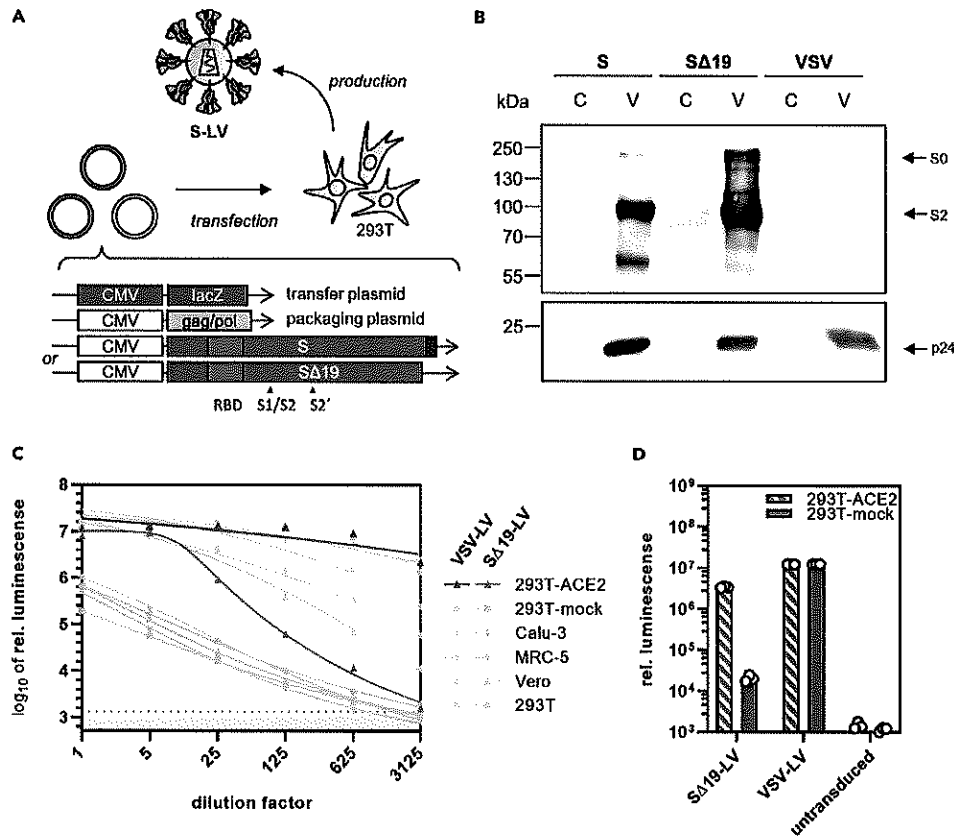 A
S-LV
production
transfection
293T
CMV lacZ transfer plasmid
CMV gag/pol packaging plasmid
CMV S
or
CMV SΔ19
RBD S1/S2 S2´
B
S SΔ19 VSV
kDa C V C V C V
250
130
100
70
55
25
S0
S2
p24
C
log10 of rel. luminescense
8
7
6
5
4
3
1 5 25 125 625 3125
dilution factor
VSV-LV
SΔ19-LV
293T-ACE2
293T-mock
Calu-3
MRC-5
Vero
293T
D
rel. luminescense
10⁹
10⁸
10⁷
10⁶
10⁵
10⁴
10³
293T-ACE2
293T-mock
SΔ19-LV
VSV-LV
untransduced